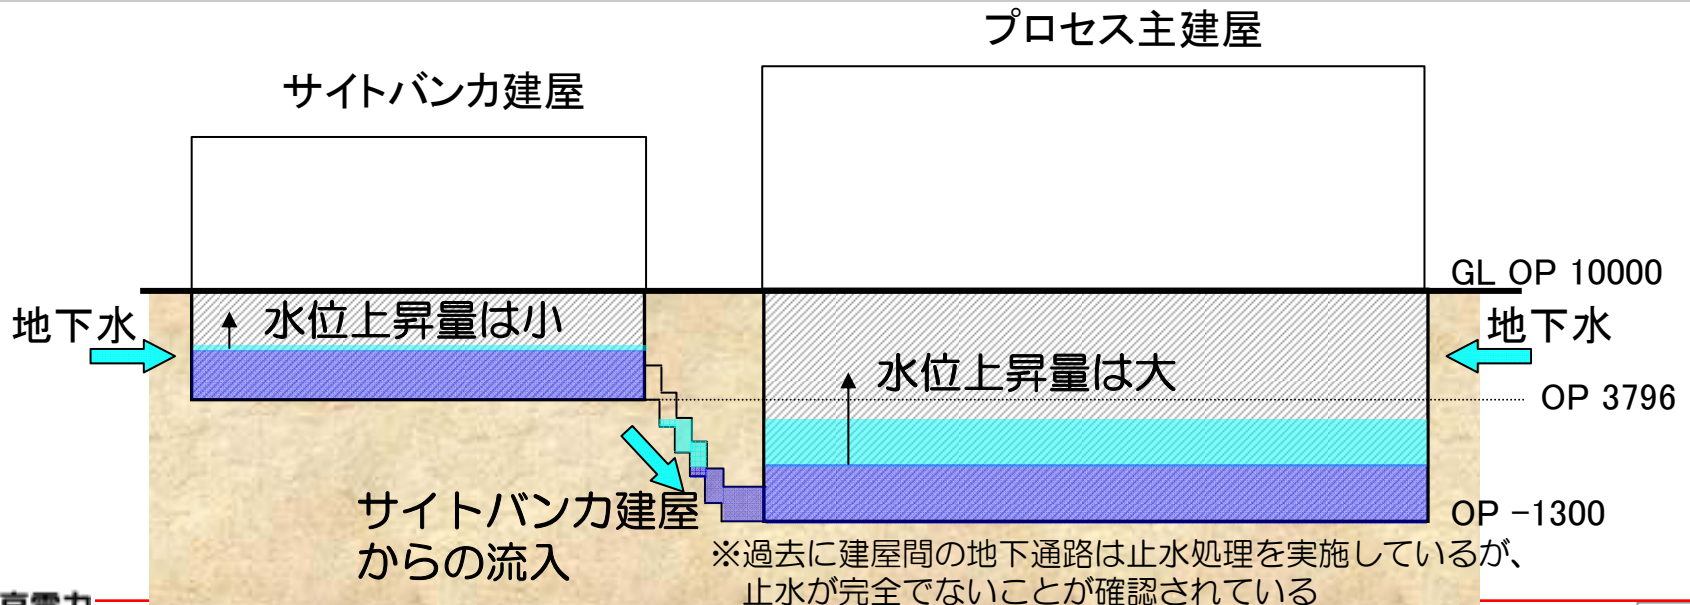 プロセス主建屋
サイトバンカ建屋
GL OP 10000
地下水
水位上昇量は小
地下水
水位上昇量は大
OP 3796
サイトバンカ建屋
からの流入
OP -1300
※過去に建屋間の地下通路は止水処理を実施しているが、
止水が完全でないことが確認されている
京電力